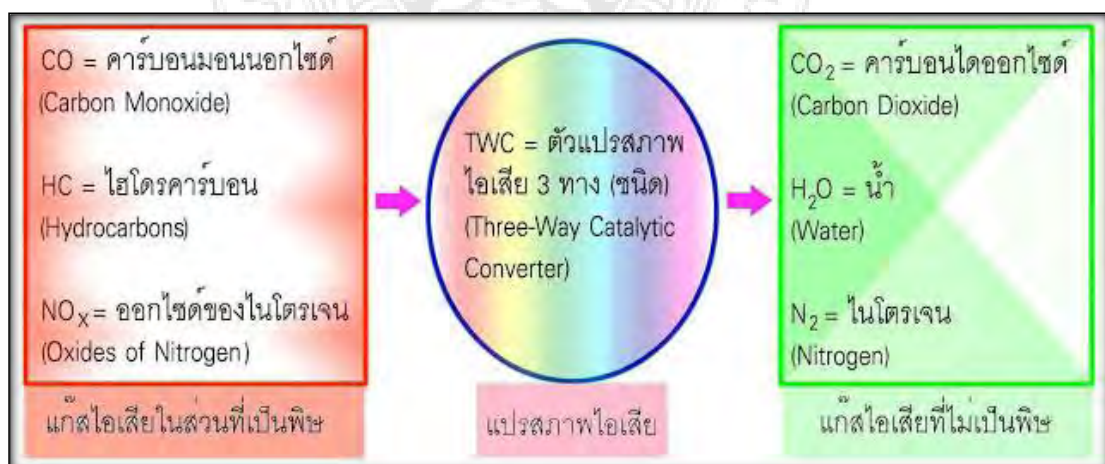 CO = คาร์บอนมอนนอกไซด์
(Carbon Monoxide)
HC = ไฮโดรคาร์บอน
(Hydrocarbons)
NOX = ออกไซด์ของไนโตรเจน
(Oxides of Nitrogen)
แก๊สไอเสียในส่วนที่เป็นพิษ
TWC = ตัวแปรสภาพ
ไอเสีย 3 ทาง (ชนิด)
(Three-Way Catalytic
Converter)
แปรสภาพไอเสีย
CO2 = คาร์บอนไดออกไซด์
(Carbon Dioxide)
H2O = น้ำ
(Water)
N2 = ไนโตรเจน
(Nitrogen)
แก๊สไอเสียที่ไม่เป็นพิษ